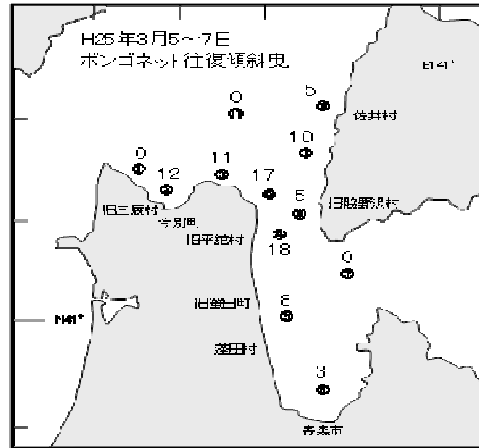 H25年3月5~7日
ボンゴネット往復傾斜曳
E141°
0
5
佐井村
10
0
12
11
17
旧三厩村
今別町
5
旧脇野沢村
旧平舘村
18
0
N41°
旧蟹田町
蓬田村
3
青森市